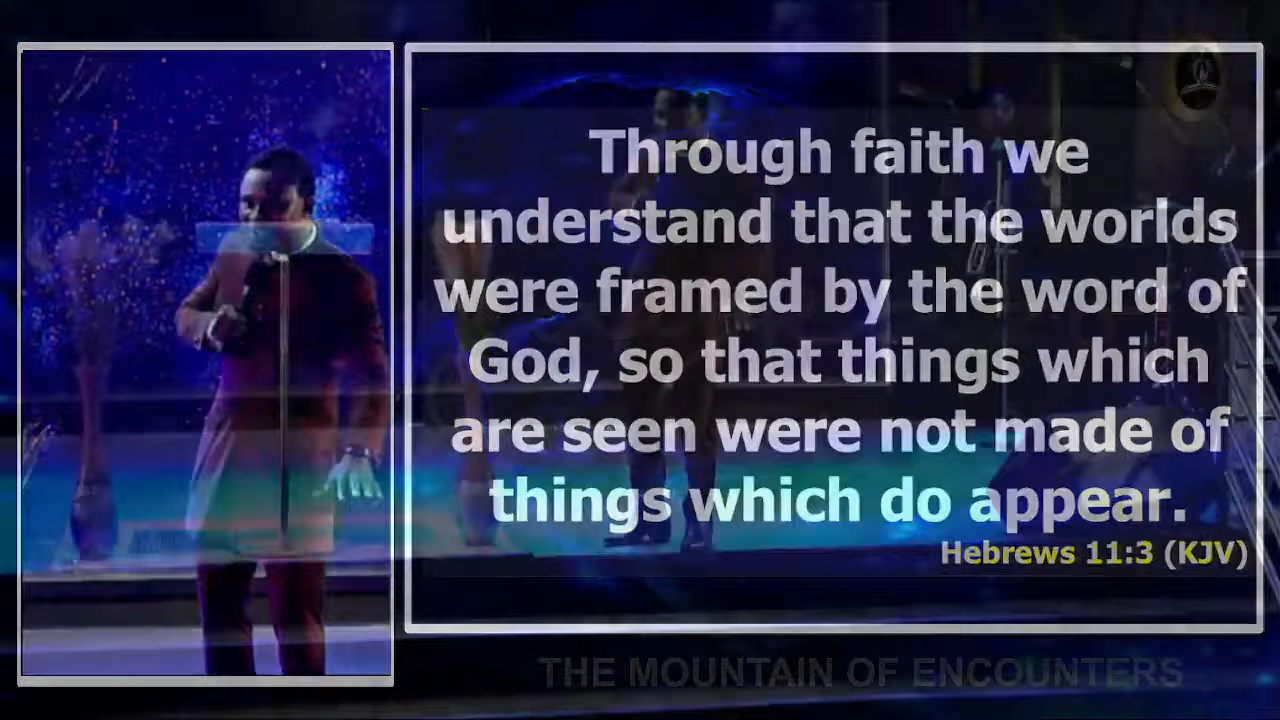 Through faith we
understand that the worlds
were framed by the word of
God, so that things which
are seen were not made of
things which do appear.
Hebrews 11:3 (KJV)
THE MOUNTAIN OF ENCOUNTERS